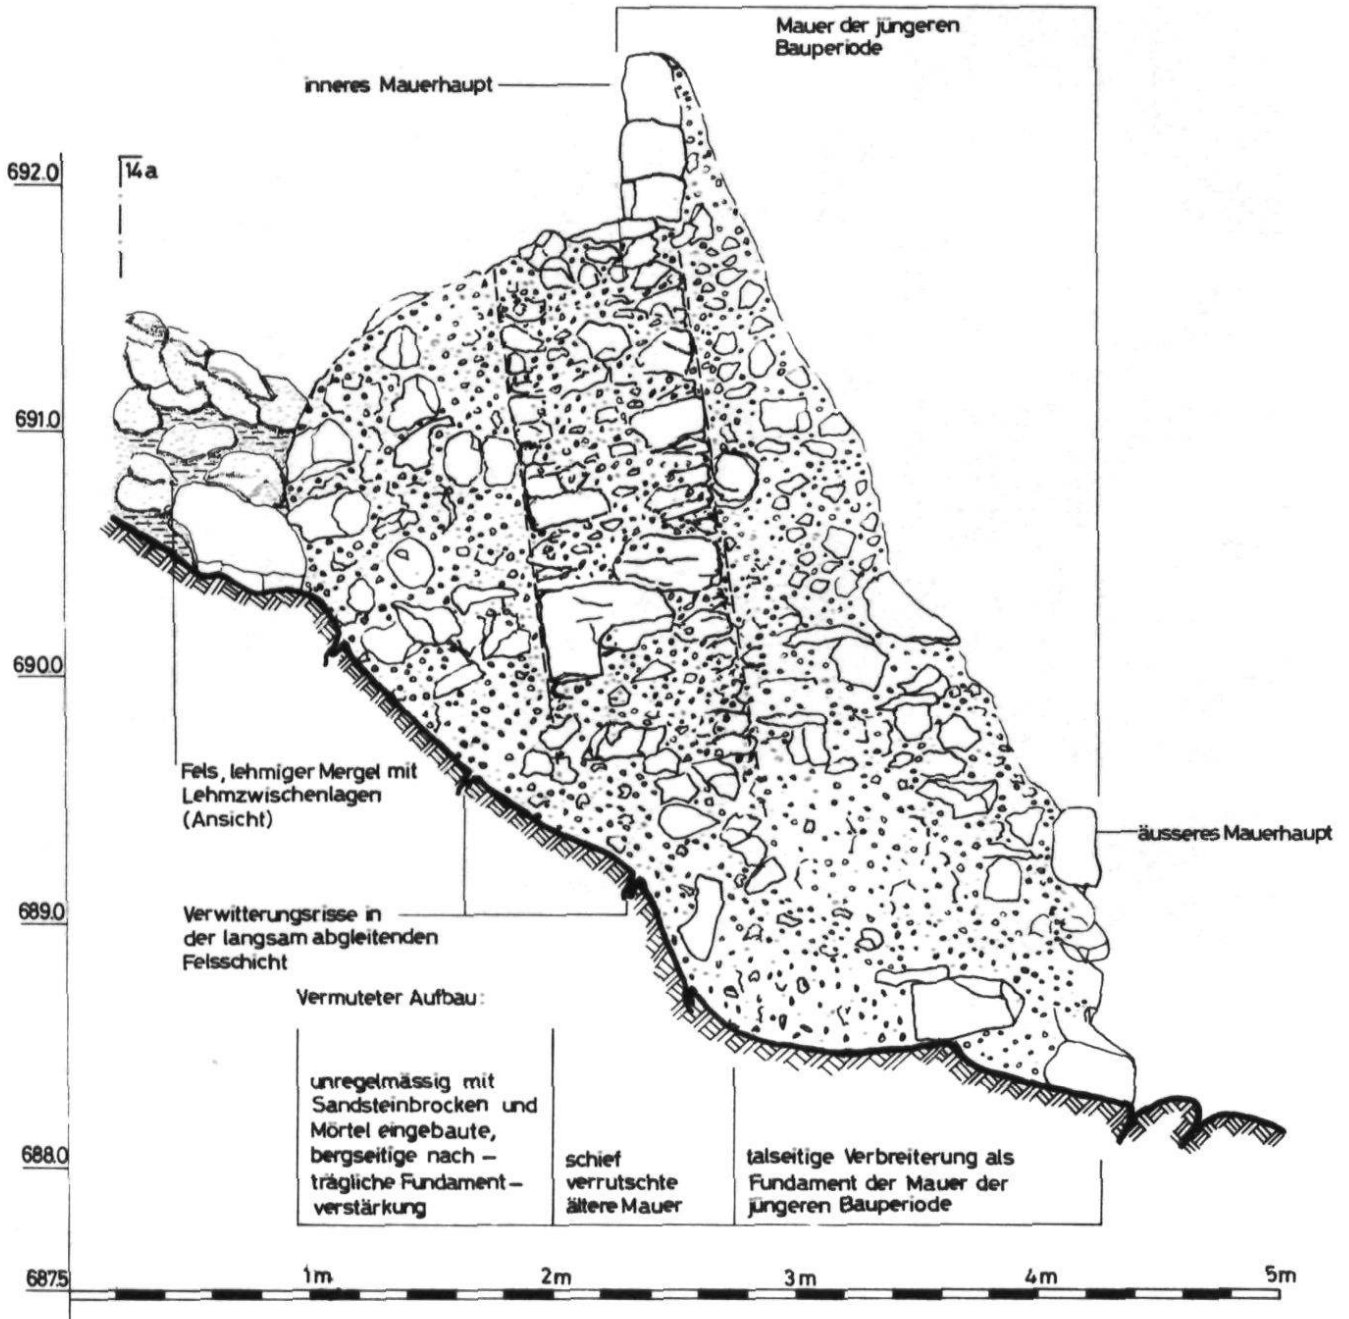 Mauer der jüngeren
Bauperiode
inneres Mauerhaupt
692.0
14a
691.0
690.0
Fels, lehmiger Mergel mit
Lehmzwischenlagen
(Ansicht)
äusseres Mauerhaupt
689.0
Verwitterungsrisse in
der langsam abgleitenden
Felsschicht
Vermuteter Aufbau:
unregelmässig mit
Sandsteinbrocken und
Mörtel eingebaute,
bergseitige nach –
trägliche Fundament –
verstärkung
schief
verrutschte
ältere Mauer
talseitige Verbreiterung als
Fundament der Mauer der
jüngeren Bauperiode
688.0
687.5
1m
2m
3m
4m
5m